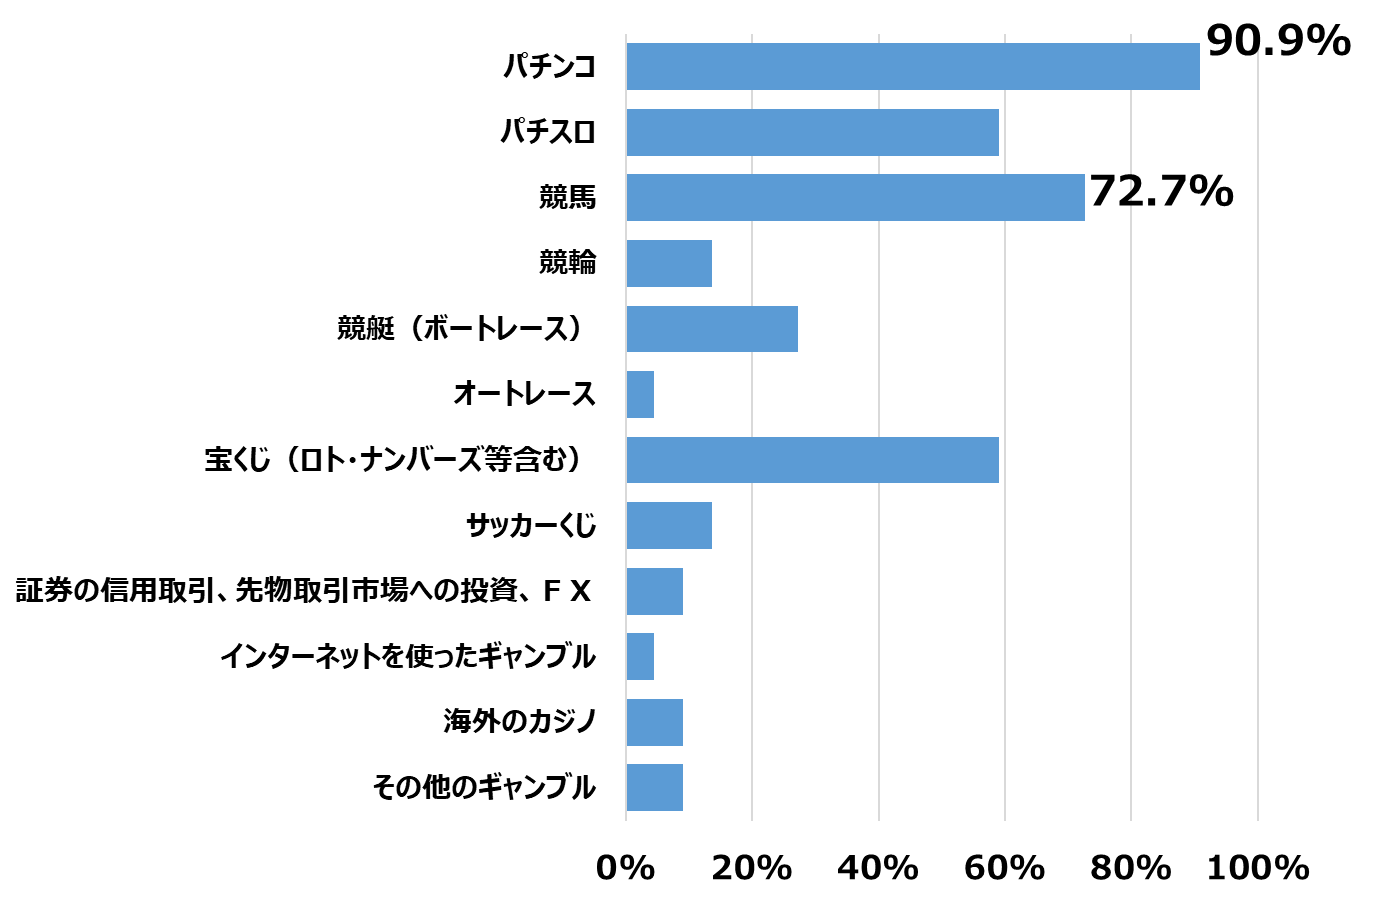 パチンコ
90.9%
パチスロ
競馬
72.7%
競輪
競艇（ボートレース）
オートレース
宝くじ（ロト・ナンバーズ等含む）
サッカーくじ
証券の信用取引、先物取引市場への投資、ＦＸ
インターネットを使ったギャンブル
海外のカジノ
その他のギャンブル
0% 20% 40% 60% 80% 100%